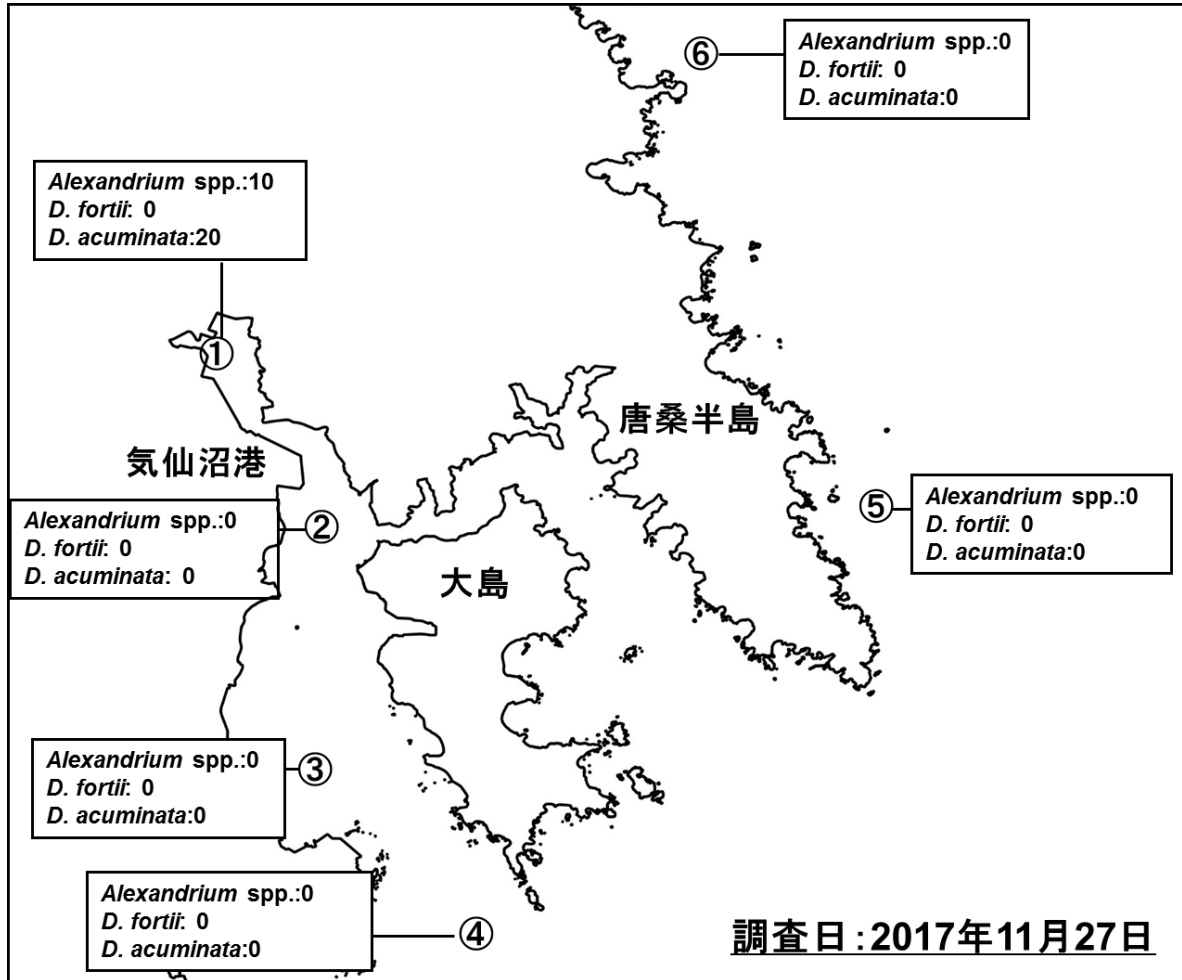 ⑥
Alexandrium spp.:0
D. fortii: 0
D. acuminata:0
Alexandrium spp.:10
D. fortii: 0
D. acuminata:20
①
唐桑半島
気仙沼港
②
Alexandrium spp.:0
D. fortii: 0
D. acuminata: 0
⑤
Alexandrium spp.:0
D. fortii: 0
D. acuminata:0
大島
③
Alexandrium spp.:0
D. fortii: 0
D. acuminata:0
④
Alexandrium spp.:0
D. fortii: 0
D. acuminata:0
調査日:2017年11月27日